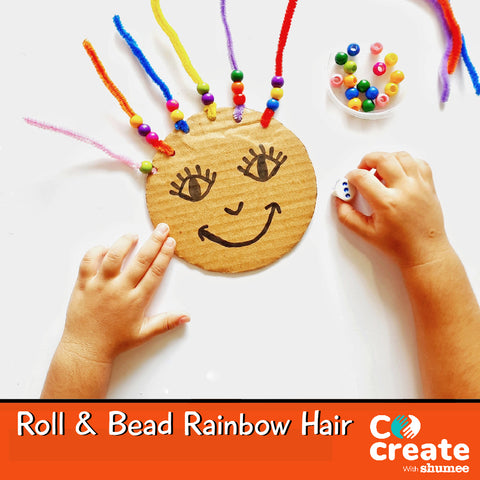 Roll & Bead Rainbow Hair
CO
create
With shumee